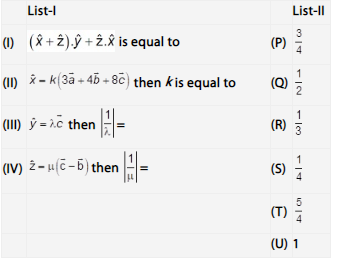 List-I List-II
(I) (x̂ + ẑ).ŷ + ẑ.x̂ is equal to (P) 3/4
(II) x̂ = k(3a̅ + 4b̅ + 8c̅) then k is equal to (Q) 1/2
(III) ŷ = λc̅ then |1/λ| = (R) 1/3
(IV) ẑ = μ(c̅ - b̅) then |1/μ| = (S) 1/4
(T) 5/4
(U) 1